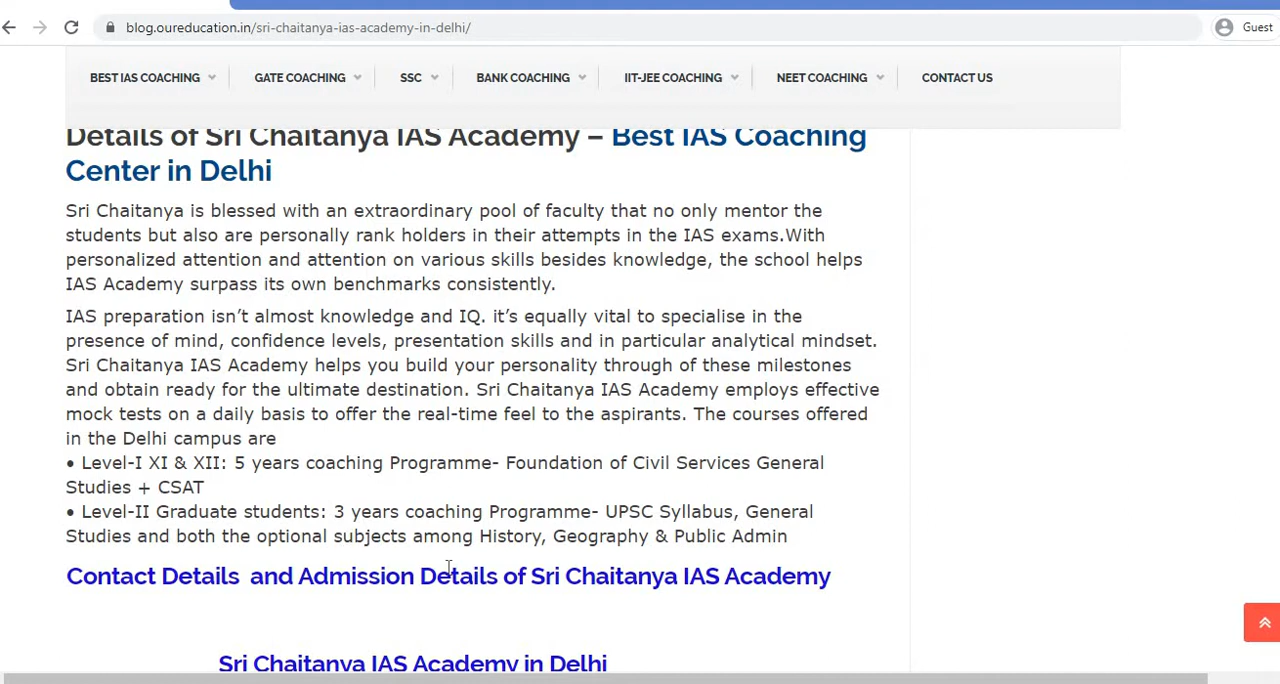 blog.oureducation.in/sri-chaitanya-ias-academy-in-delhi/
Guest
BEST IAS COACHING GATE COACHING SSC BANK COACHING IIT-JEE COACHING NEET COACHING CONTACT US
Details of Sri Chaitanya IAS Academy – Best IAS Coaching
Center in Delhi
Sri Chaitanya is blessed with an extraordinary pool of faculty that no only mentor the
students but also are personally rank holders in their attempts in the IAS exams.With
personalized attention and attention on various skills besides knowledge, the school helps
IAS Academy surpass its own benchmarks consistently.
IAS preparation isn’t almost knowledge and IQ. it’s equally vital to specialise in the
presence of mind, confidence levels, presentation skills and in particular analytical mindset.
Sri Chaitanya IAS Academy helps you build your personality through of these milestones
and obtain ready for the ultimate destination. Sri Chaitanya IAS Academy employs effective
mock tests on a daily basis to offer the real-time feel to the aspirants. The courses offered
in the Delhi campus are
• Level-I XI & XII: 5 years coaching Programme- Foundation of Civil Services General
Studies + CSAT
• Level-II Graduate students: 3 years coaching Programme- UPSC Syllabus, General
Studies and both the optional subjects among History, Geography & Public Admin
Contact Details and Admission Details of Sri Chaitanya IAS Academy
Sri Chaitanya IAS Academy in Delhi